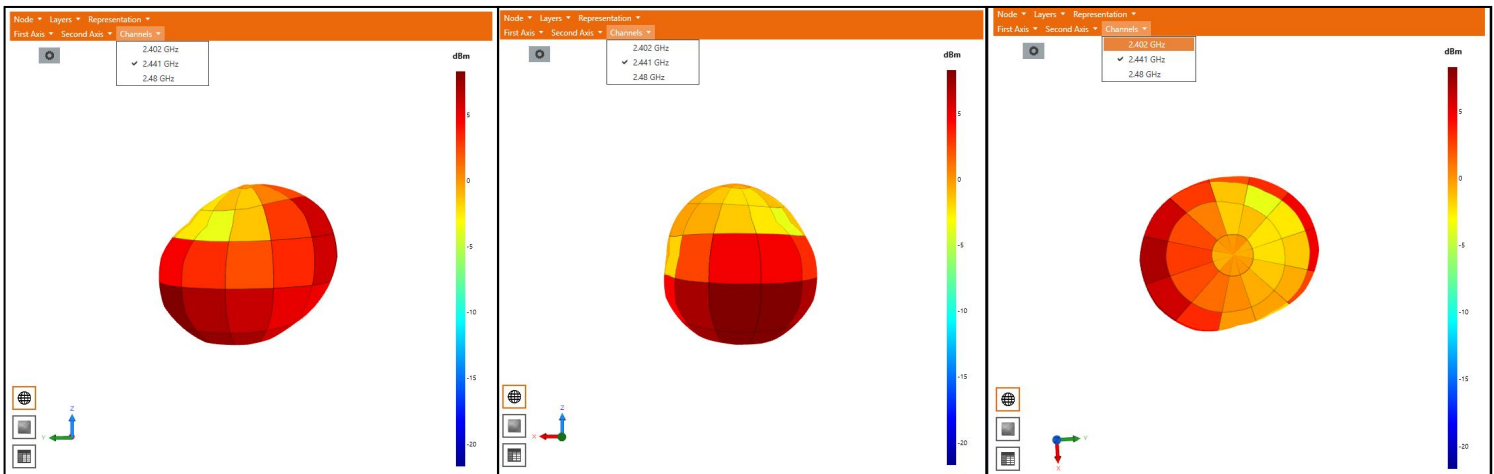 Node Layers Representation
First Axis Second Axis Channels
2.402 GHz
2.441 GHz
2.48 GHz
dBm
5
0
-5
-10
-15
-20
Z
Y
Node Layers Representation
First Axis Second Axis Channels
2.402 GHz
2.441 GHz
2.48 GHz
dBm
5
0
-5
-10
-15
-20
Z
X
Node Layers Representation
First Axis Second Axis Channels
2.402 GHz
2.441 GHz
2.48 GHz
dBm
5
0
-5
-10
-15
-20
Y
X